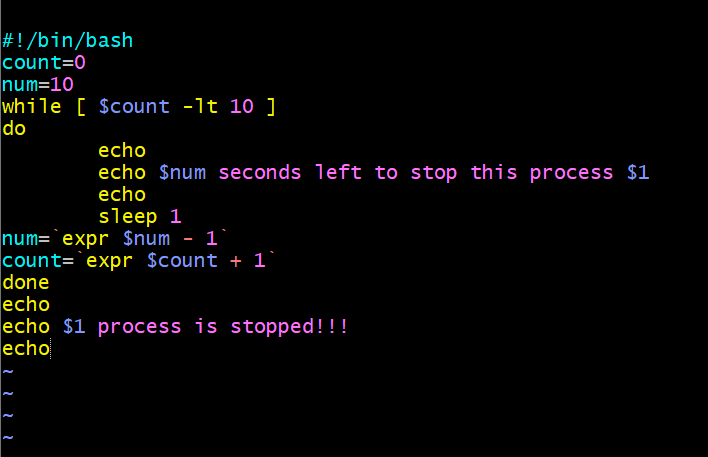 #!/bin/bash
count=0
num=10
while [ $count -lt 10 ]
do
        echo
        echo $num seconds left to stop this process $1
        echo
        sleep 1
num=`expr $num - 1`
count=`expr $count + 1`
done
echo
echo $1 process is stopped!!!
echo
~
~
~
~